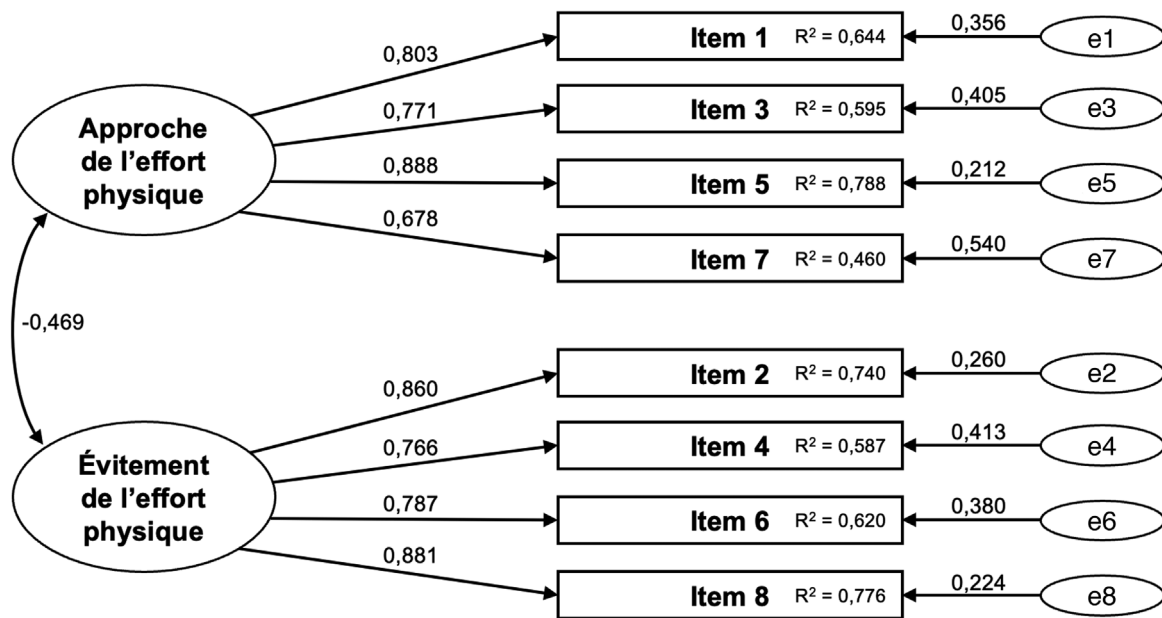 Approche
de l’effort
physique
0,803
Item 1 R² = 0,644
0,356
e1
0,771
Item 3 R² = 0,595
0,405
e3
0,888
Item 5 R² = 0,788
0,212
e5
0,678
Item 7 R² = 0,460
0,540
e7
-0,469
Évitement
de l’effort
physique
0,860
Item 2 R² = 0,740
0,260
e2
0,766
Item 4 R² = 0,587
0,413
e4
0,787
Item 6 R² = 0,620
0,380
e6
0,881
Item 8 R² = 0,776
0,224
e8